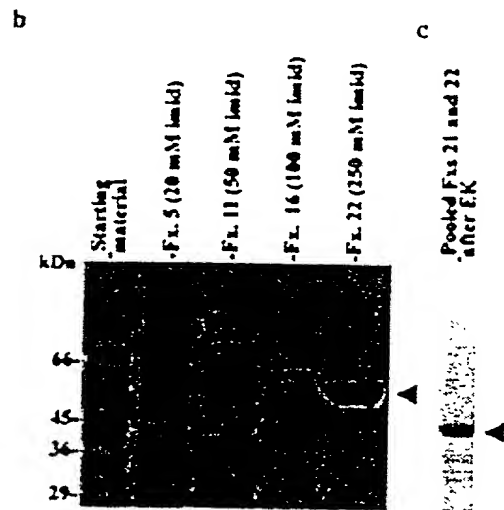 b
c
-Starting
material
-Fx. 5 (20 mM imid)
-Fx. 11 (50 mM imid)
-Fx. 16 (100 mM imid)
-Fx. 22 (250 mM imid)
-Pooled Fxs 21 and 22
after EK
kDa
66-
45-
36-
29-